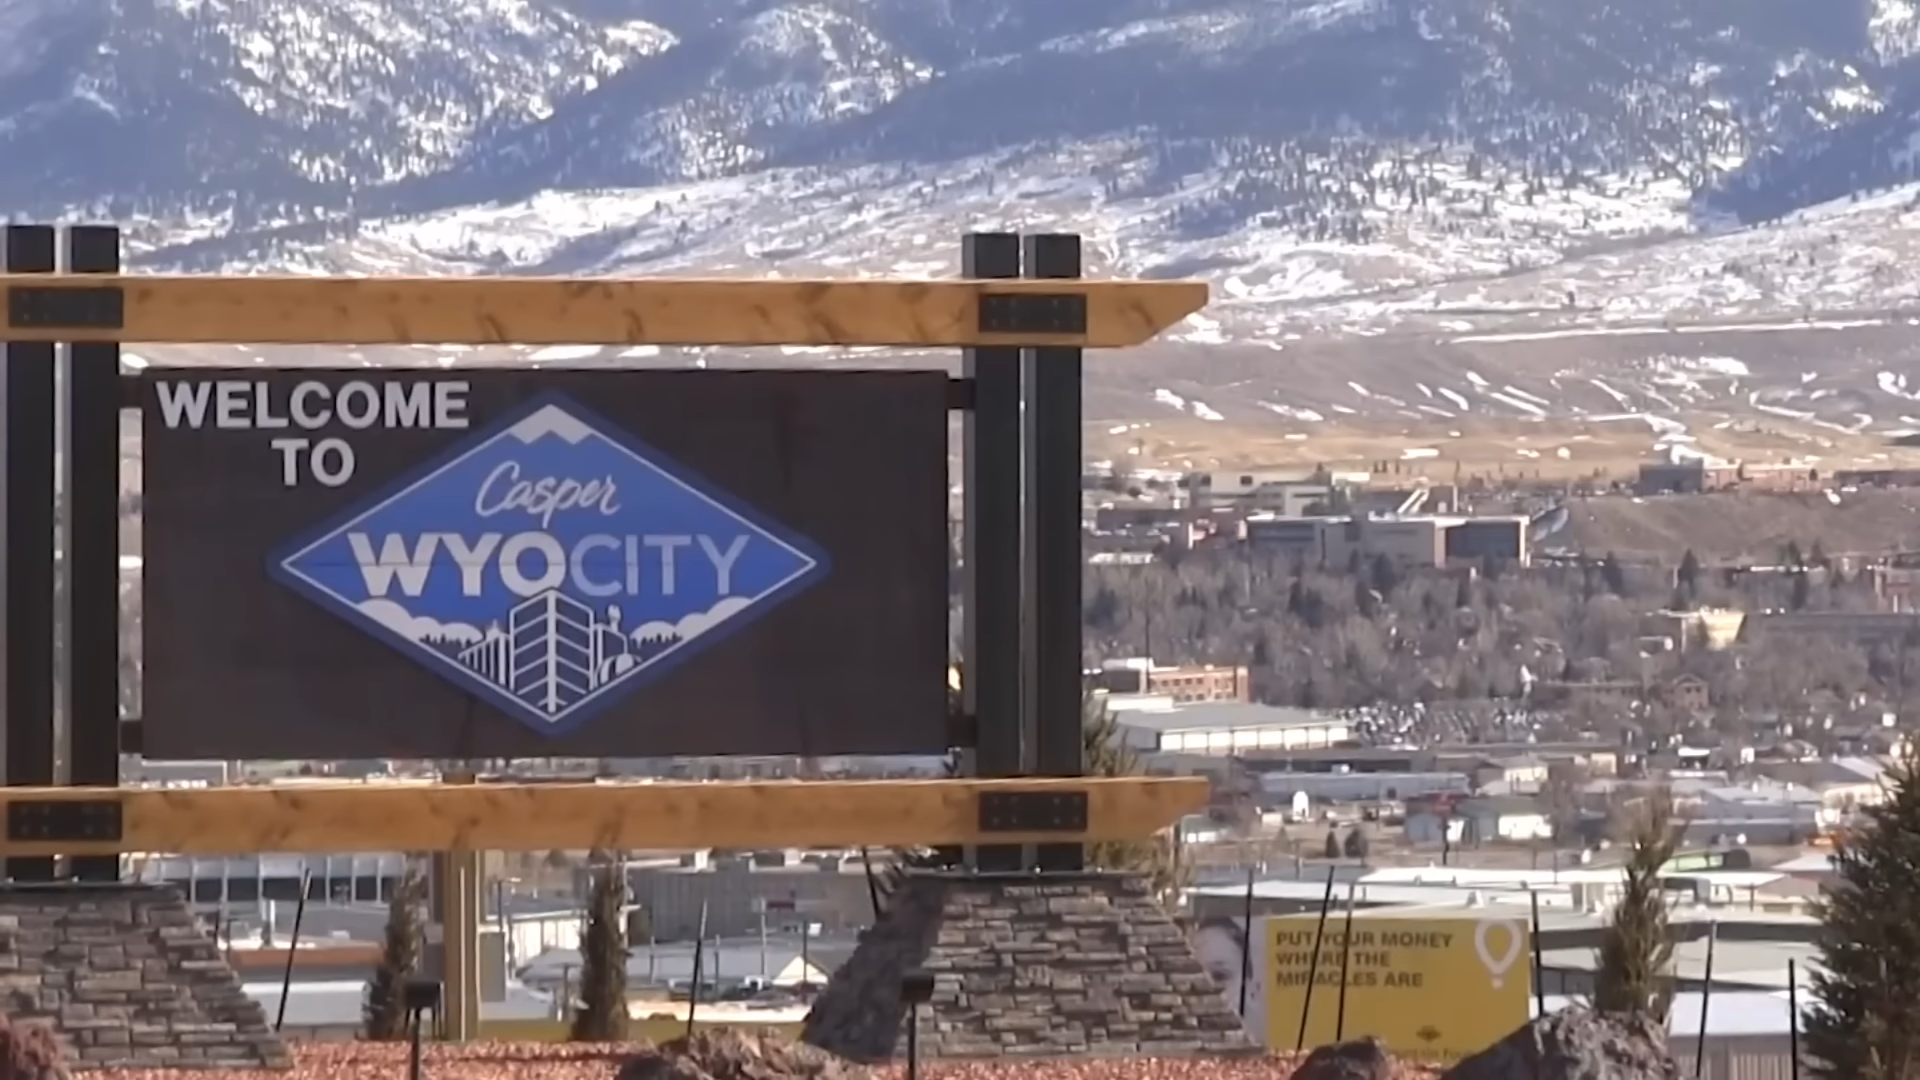 WELCOME
TO
Casper
WYOCITY
PUT YOUR MONEY
WHERE THE
MIRACLES ARE